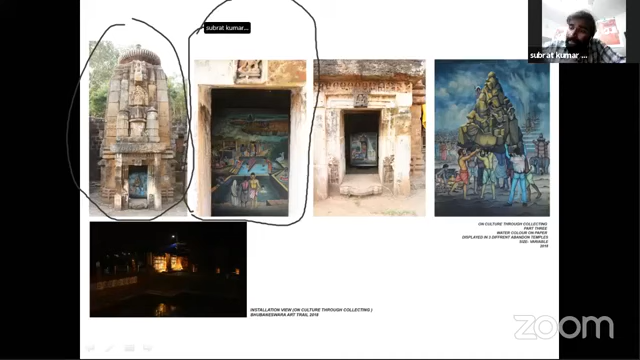 subrat kumar...
subrat kumar ...
ON CULTURE THROUGH COLLECTING
PART THREE
WATER COLOUR ON PAPER
DISPLAYED IN 3 DIFFRENT ABANDON TEMPLES
SIZE: VARIABLE
2018
INSTALLATION VIEW (ON CULTURE THROUGH COLLECTING )
BHUBANESWARA ART TRAIL 2018
zoom